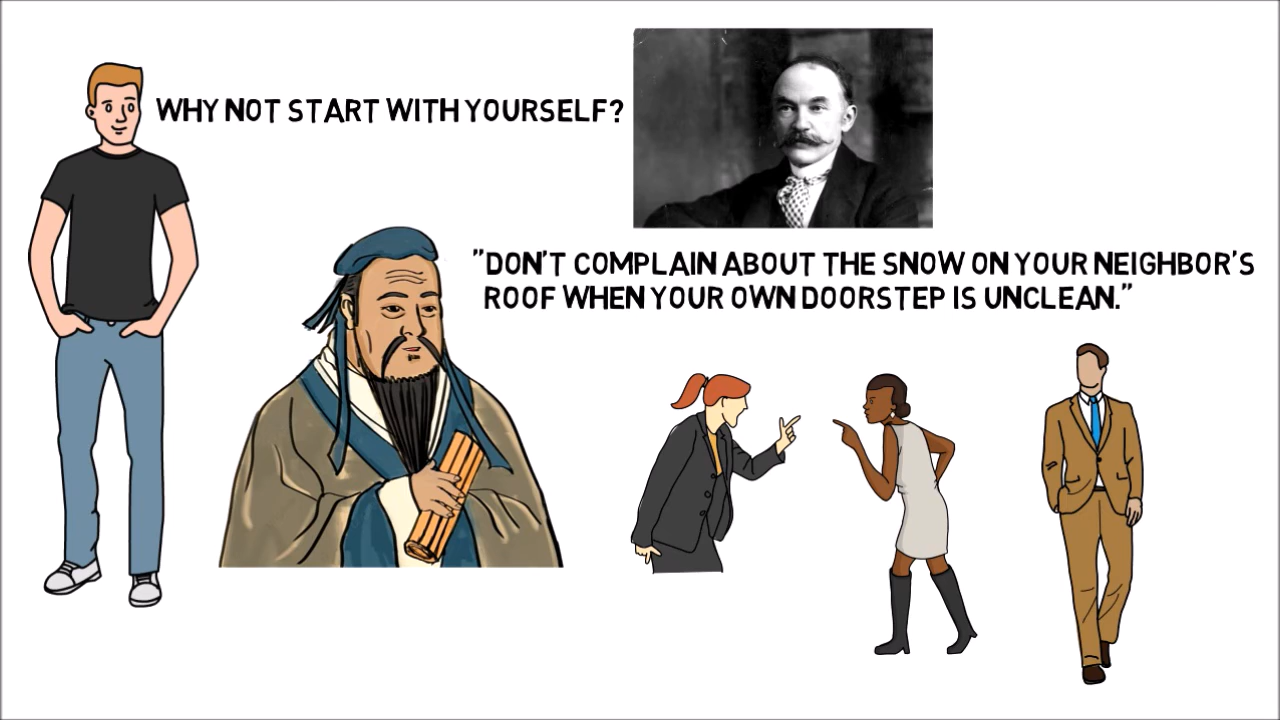 WHY NOT START WITH YOURSELF?
"DON'T COMPLAIN ABOUT THE SNOW ON YOUR NEIGHBOR'S
ROOF WHEN YOUR OWN DOORSTEP IS UNCLEAN."